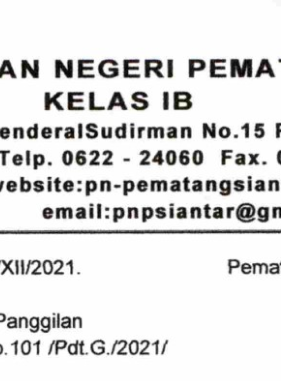 AN NEGERI PEMAT
KELAS IB
enderalSudirman No.15 P
Telp. 0622 - 24060 Fax. 0
vebsite:pn-pematangsian
email:pnpsiantar@gm
/XII/2021. Pemat
Panggilan
o.101 /Pdt.G./2021/